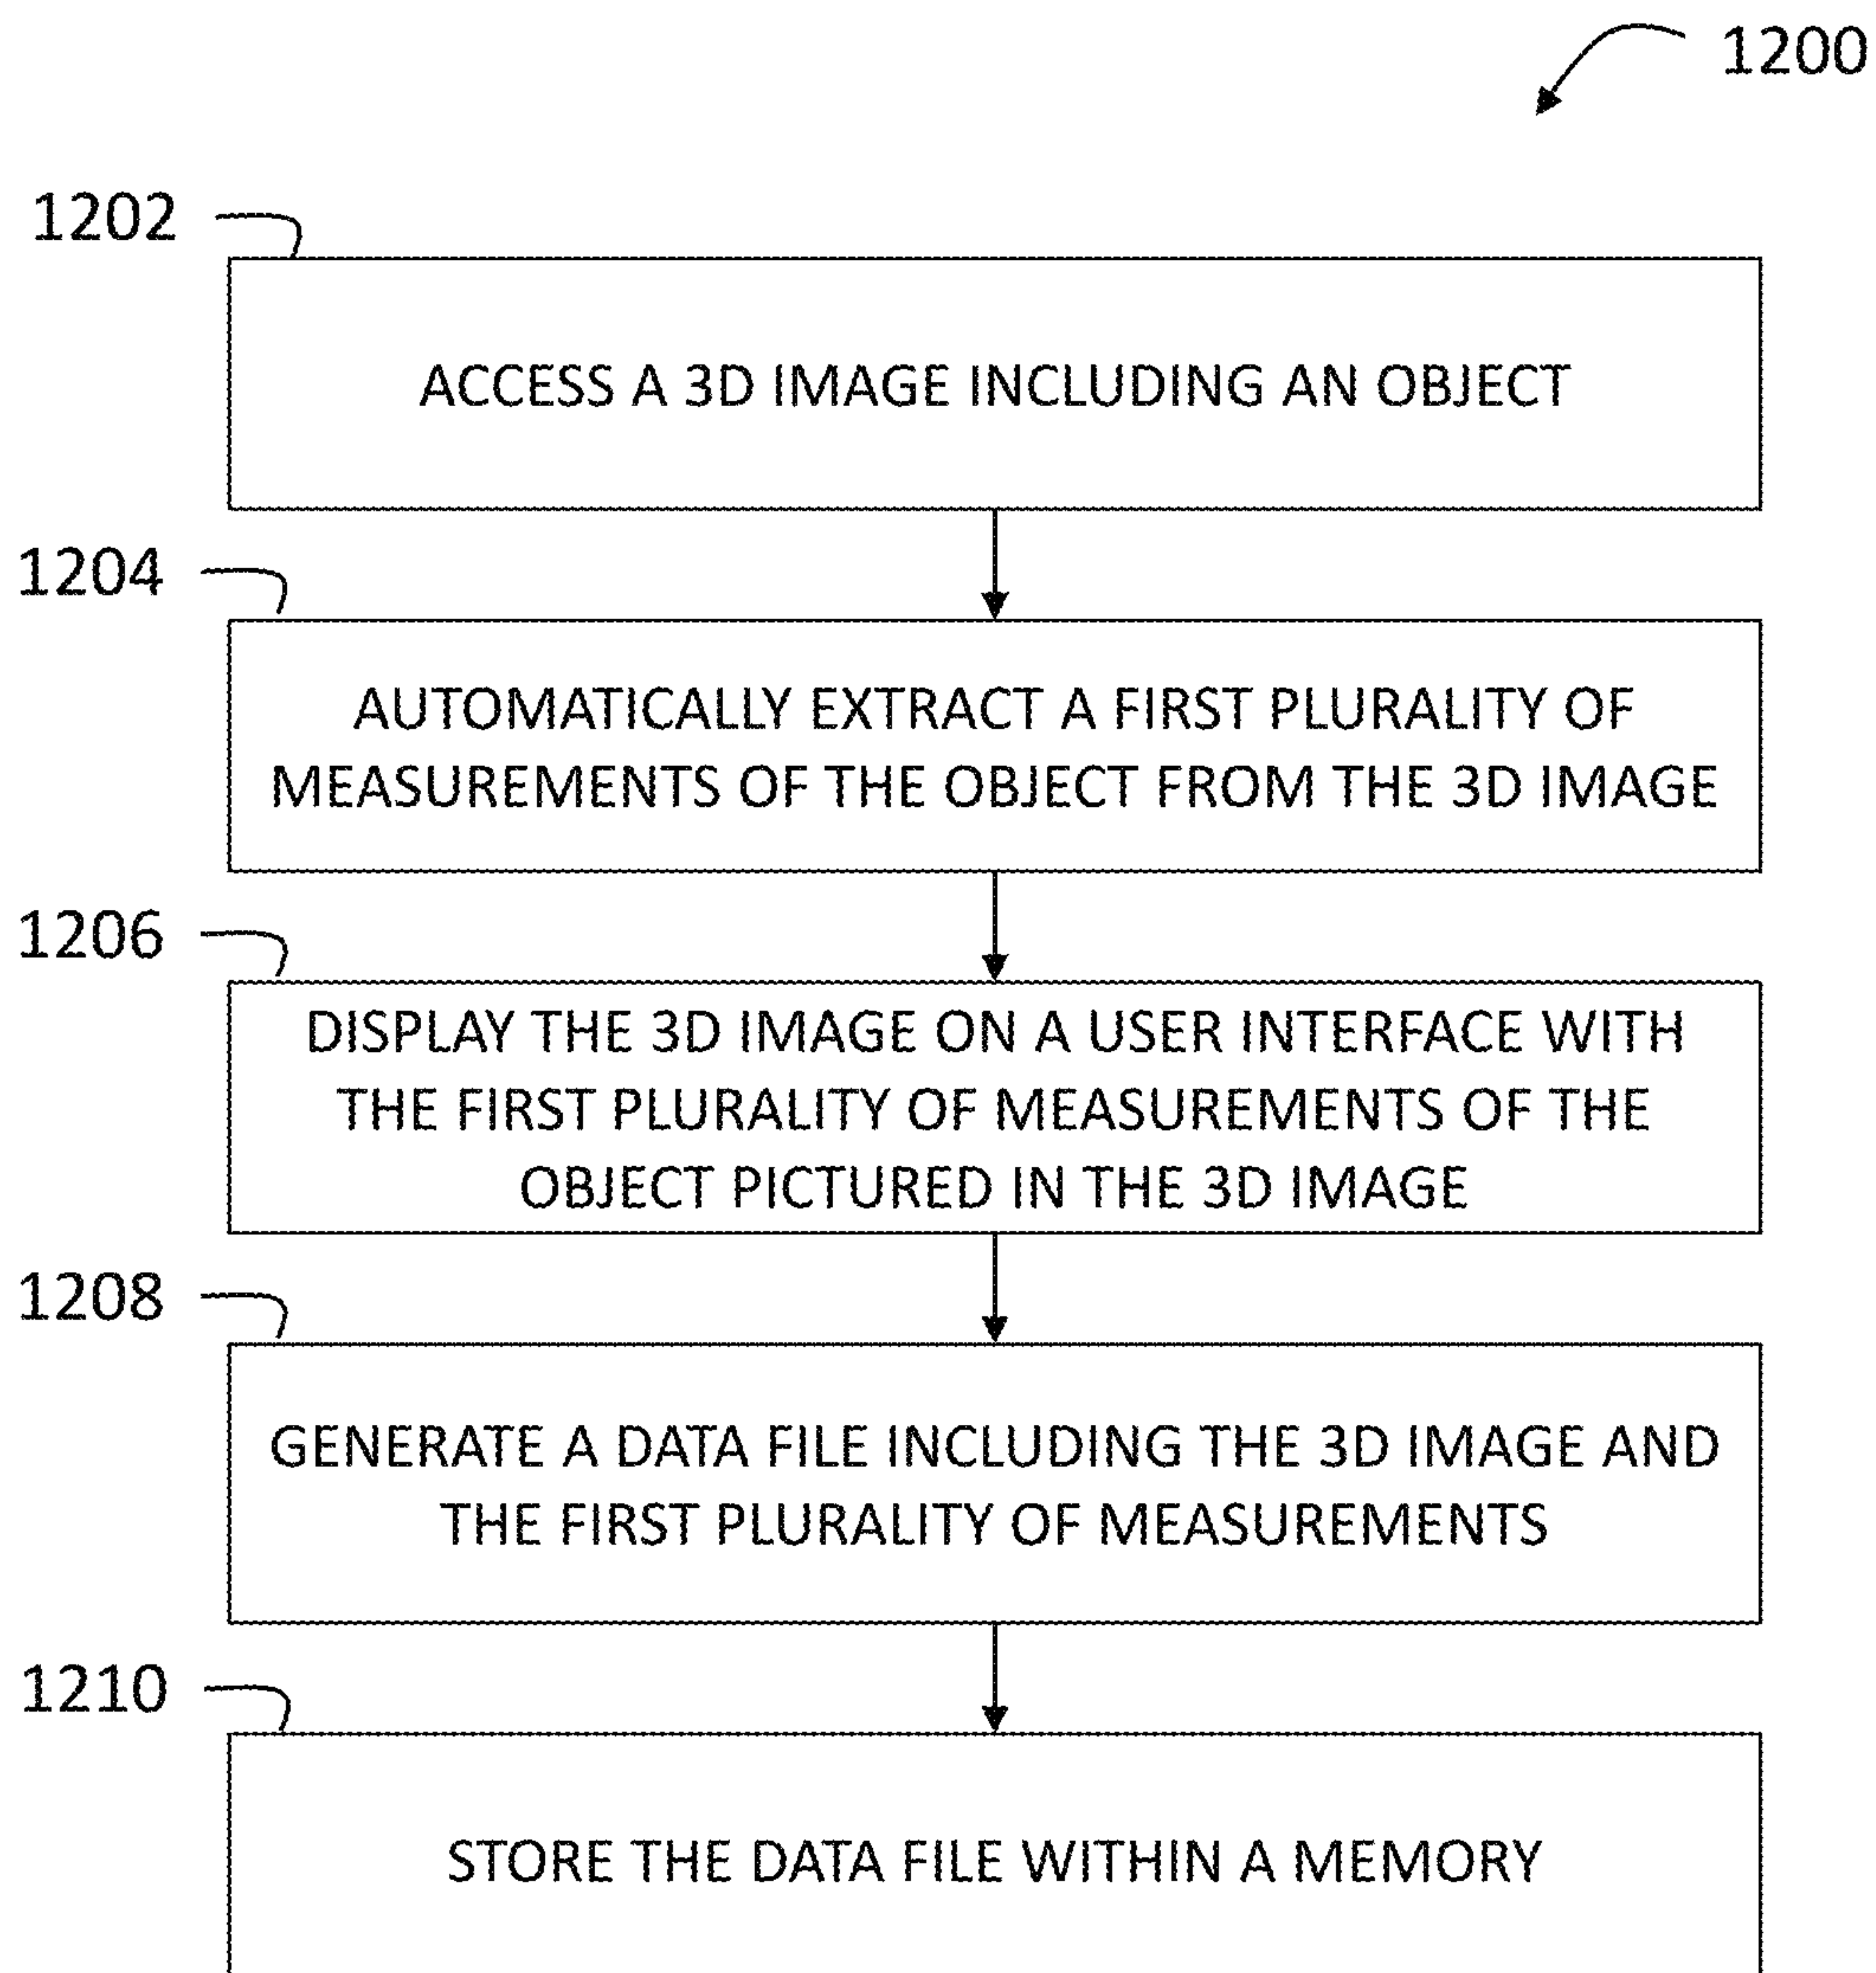 1200
1202
ACCESS A 3D IMAGE INCLUDING AN OBJECT
1204
AUTOMATICALLY EXTRACT A FIRST PLURALITY OF
MEASUREMENTS OF THE OBJECT FROM THE 3D IMAGE
1206
DISPLAY THE 3D IMAGE ON A USER INTERFACE WITH
THE FIRST PLURALITY OF MEASUREMENTS OF THE
OBJECT PICTURED IN THE 3D IMAGE
1208
GENERATE A DATA FILE INCLUDING THE 3D IMAGE AND
THE FIRST PLURALITY OF MEASUREMENTS
1210
STORE THE DATA FILE WITHIN A MEMORY